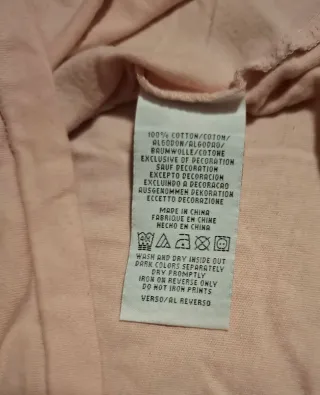 100% COTTON/COTON/
ALGODON/ALGODAO/
BAUMWOLLE/COTONE
EXCLUSIVE OF DECORATION
SAUF DECORATION
EXCEPTO DECORACION
EXCLUINDO A DECORACAO
AUSGENOMMEN DEKORATION
ECCETTO DECORAZIONE
MADE IN CHINA
FABRIQUE EN CHINE
HECHO EN CHINA
WASH AND DRY INSIDE OUT
DARK COLORS SEPARATELY
DRY PROMPTLY
IRON ON REVERSE ONLY
DO NOT IRON PRINTS
VERSO/AL REVERSO